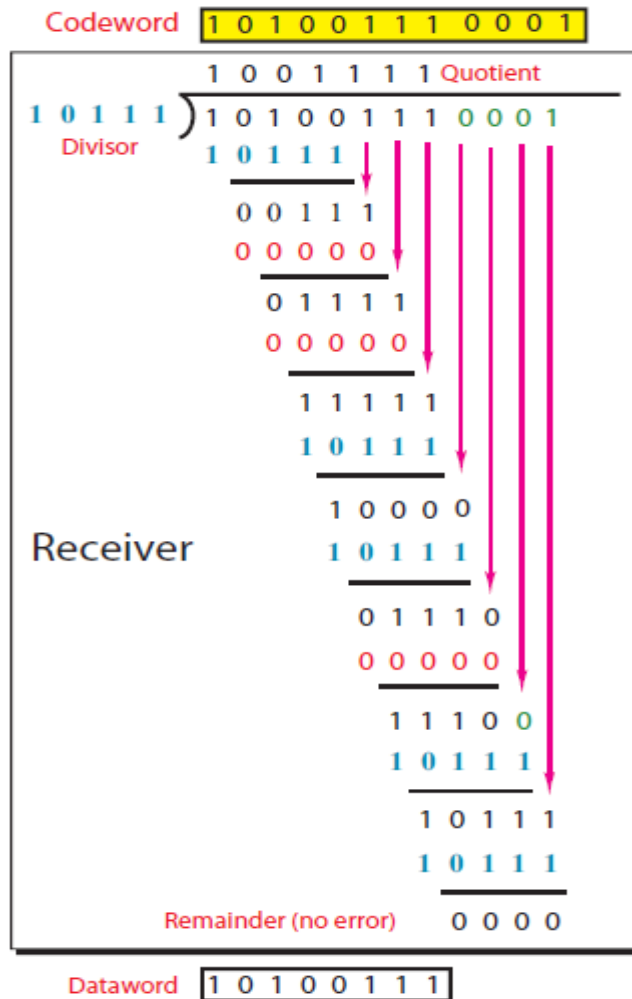 Codeword 1 0 1 0 0 1 1 1 0 0 0 1
1 0 0 1 1 1 1 Quotient
1 0 1 1 1 1 0 1 0 0 1 1 1 0 0 0 1
Divisor 1 0 1 1 1
0 0 1 1 1
0 0 0 0 0
0 1 1 1 1
0 0 0 0 0
1 1 1 1 1
1 0 1 1 1
1 0 0 0 0
Receiver 1 0 1 1 1
0 1 1 1 0
0 0 0 0 0
1 1 1 0 0
1 0 1 1 1
1 0 1 1 1
1 0 1 1 1
Remainder (no error) 0 0 0 0
Dataword 1 0 1 0 0 1 1 1